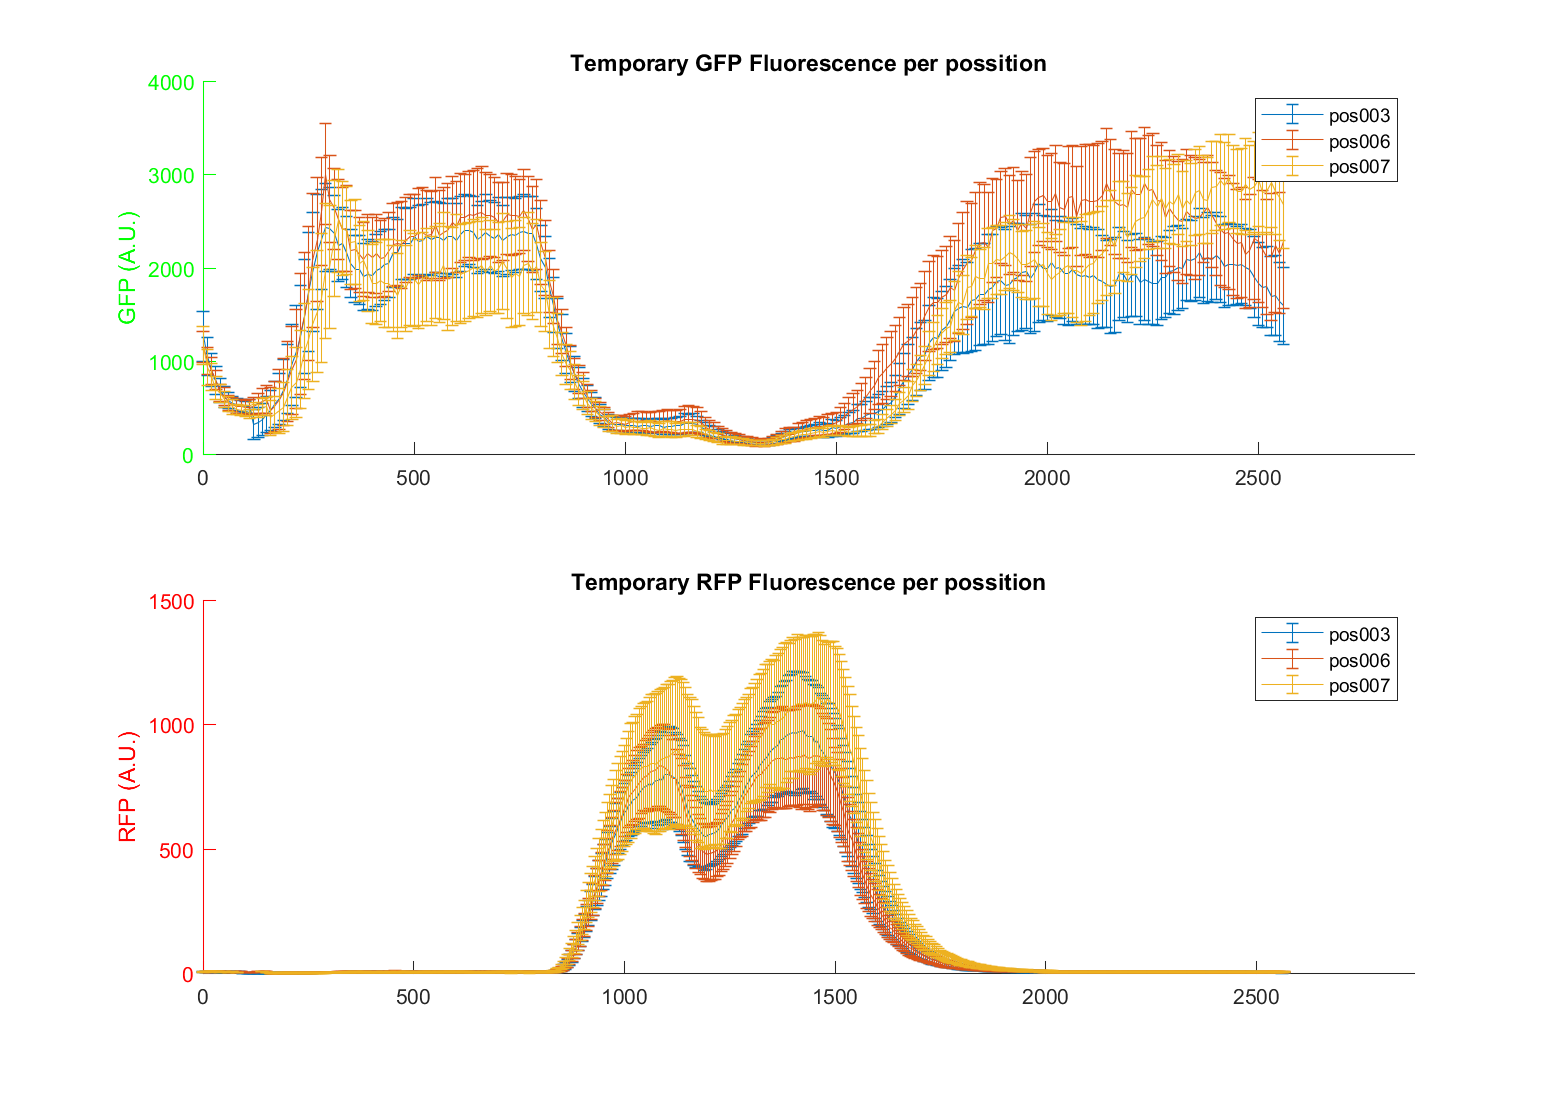 Temporary GFP Fluorescence per possition
4000
3000
2000
1000
0
GFP (A.U.)
pos003
pos006
pos007
0 500 1000 1500 2000 2500
Temporary RFP Fluorescence per possition
1500
1000
500
0
RFP (A.U.)
pos003
pos006
pos007
0 500 1000 1500 2000 2500